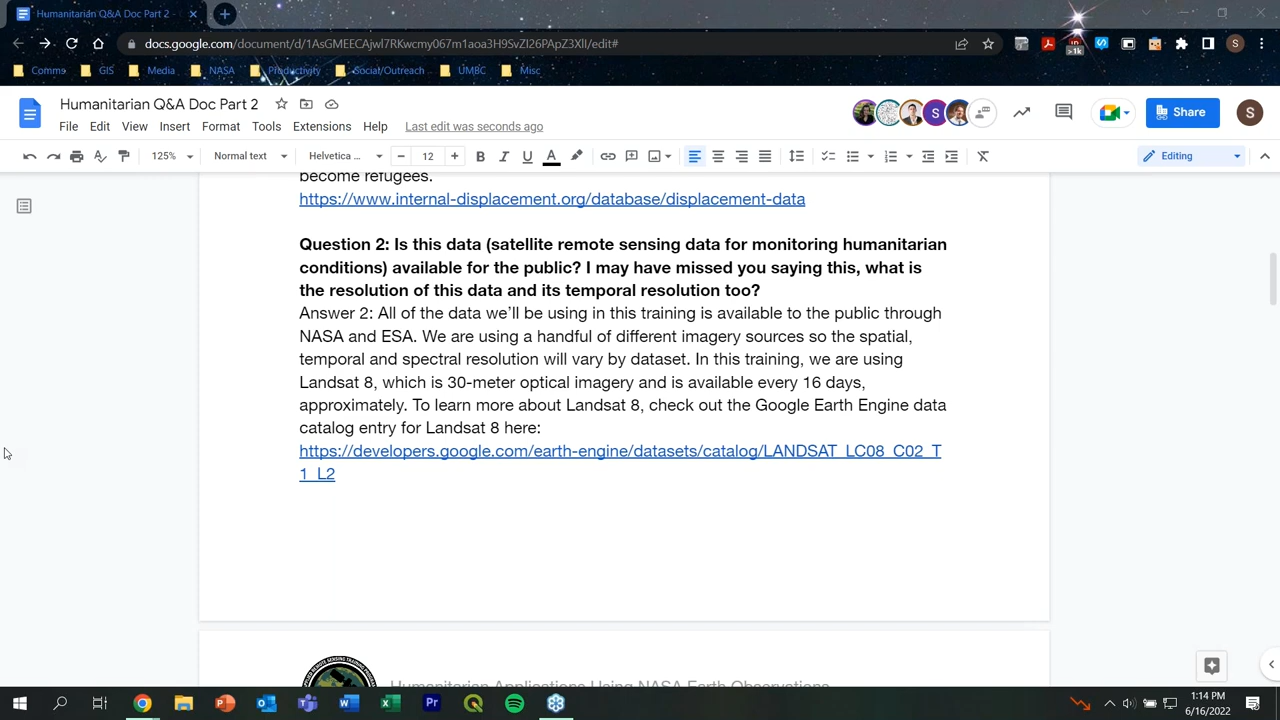 Humanitarian Q&A Doc Part 2 -
docs.google.com/document/d/1AsGMEECAjwl7RKwcmy067m1aoa3H9SvZI26PApZ3XlI/edit#
>1k
S
Comms GIS Media NASA Productivity Social/Outreach UMBC Misc
Humanitarian Q&A Doc Part 2
S
Share
S
File Edit View Insert Format Tools Extensions Help Last edit was seconds ago
125% Normal text Helvetica ... 12 B I U A Editing
become refugees.
https://www.internal-displacement.org/database/displacement-data
Question 2: Is this data (satellite remote sensing data for monitoring humanitarian
conditions) available for the public? I may have missed you saying this, what is
the resolution of this data and its temporal resolution too?
Answer 2: All of the data we'll be using in this training is available to the public through
NASA and ESA. We are using a handful of different imagery sources so the spatial,
temporal and spectral resolution will vary by dataset. In this training, we are using
Landsat 8, which is 30-meter optical imagery and is available every 16 days,
approximately. To learn more about Landsat 8, check out the Google Earth Engine data
catalog entry for Landsat 8 here:
https://developers.google.com/earth-engine/datasets/catalog/LANDSAT_LC08_C02_T
1_L2
Humanitarian Applications Using NASA Earth Observations
1:14 PM
6/16/2022